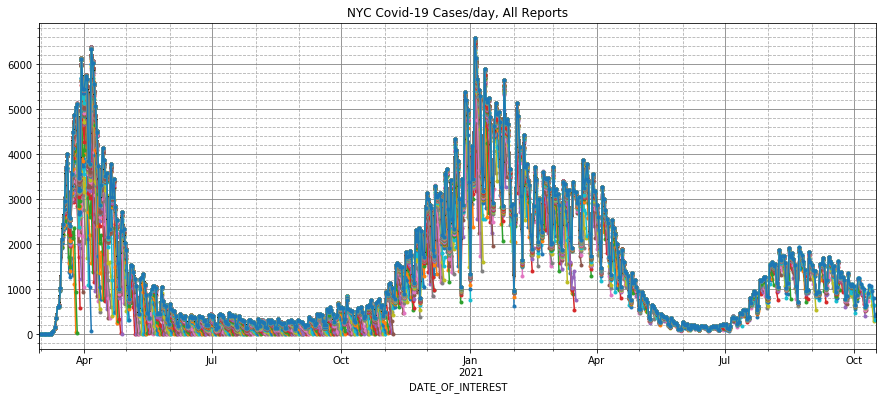 NYC Covid-19 Cases/day, All Reports
6000
5000
4000
3000
2000
1000
0
Apr Jul Oct Jan Apr Jul Oct
2021
DATE_OF_INTEREST